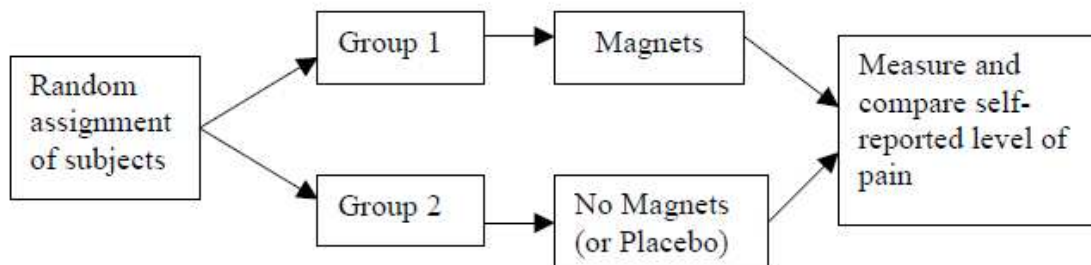 Random
assignment
of subjects
Group 1
Magnets
Group 2
No Magnets
(or Placebo)
Measure and
compare self-
reported level of
pain